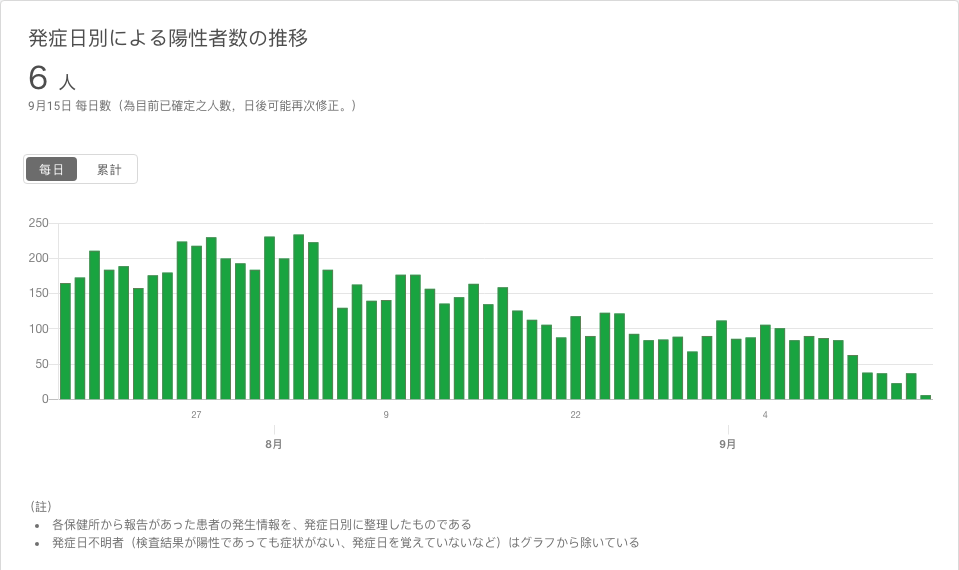 発症日別による陽性者数の推移
6 人
9月15日 毎日數（為目前已確定之人數，日後可能再次修正。）
每日 累計
250
200
150
100
50
0
27 9 22 4
8月 9月
（註）
• 各保健所から報告があった患者の発生情報を、発症日別に整理したものである
• 発症日不明者（検査結果が陽性であっても症状がない、発症日を覚えていないなど）はグラフから除いている